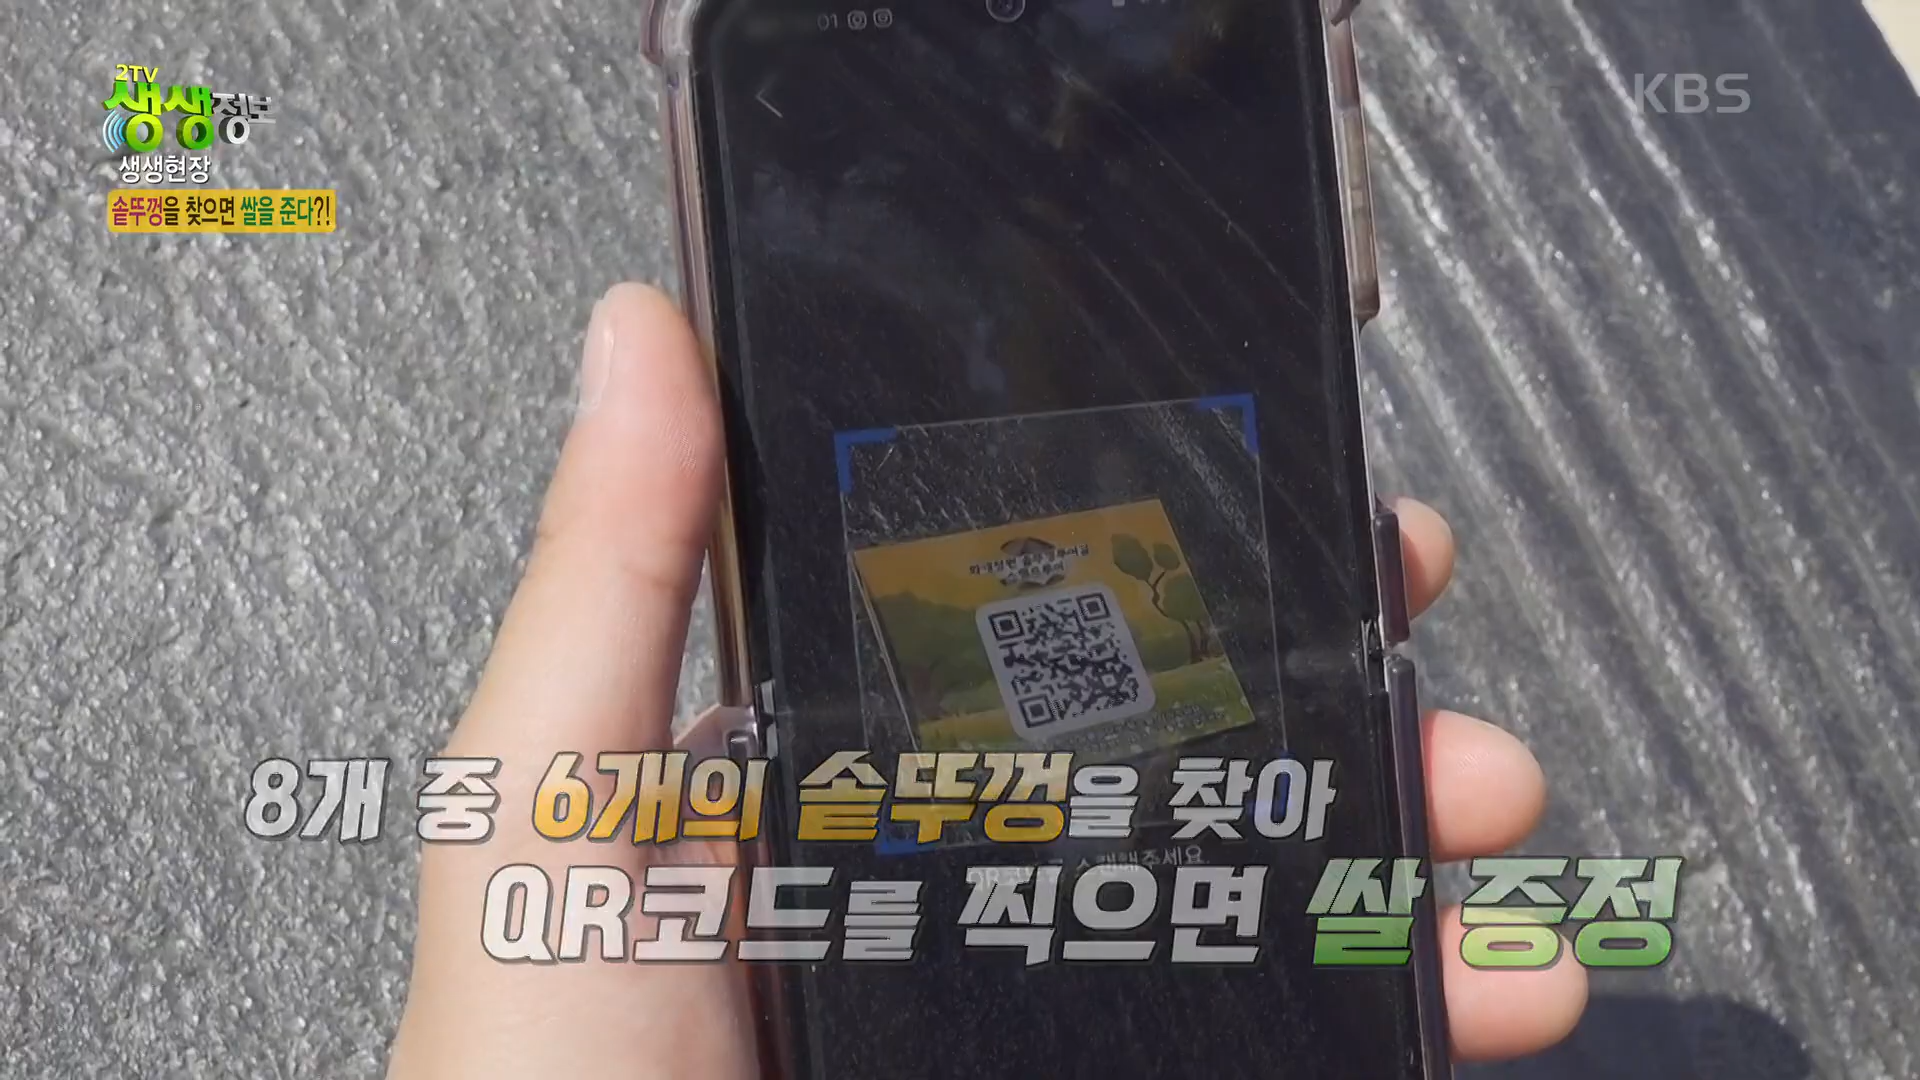 2TV
생생정보
생생현장
솥뚜껑을 찾으면 쌀을 준다?!
KBS
01
8개 중 6개의 솥뚜껑을 찾아
QR코드를 찍으면 쌀 증정